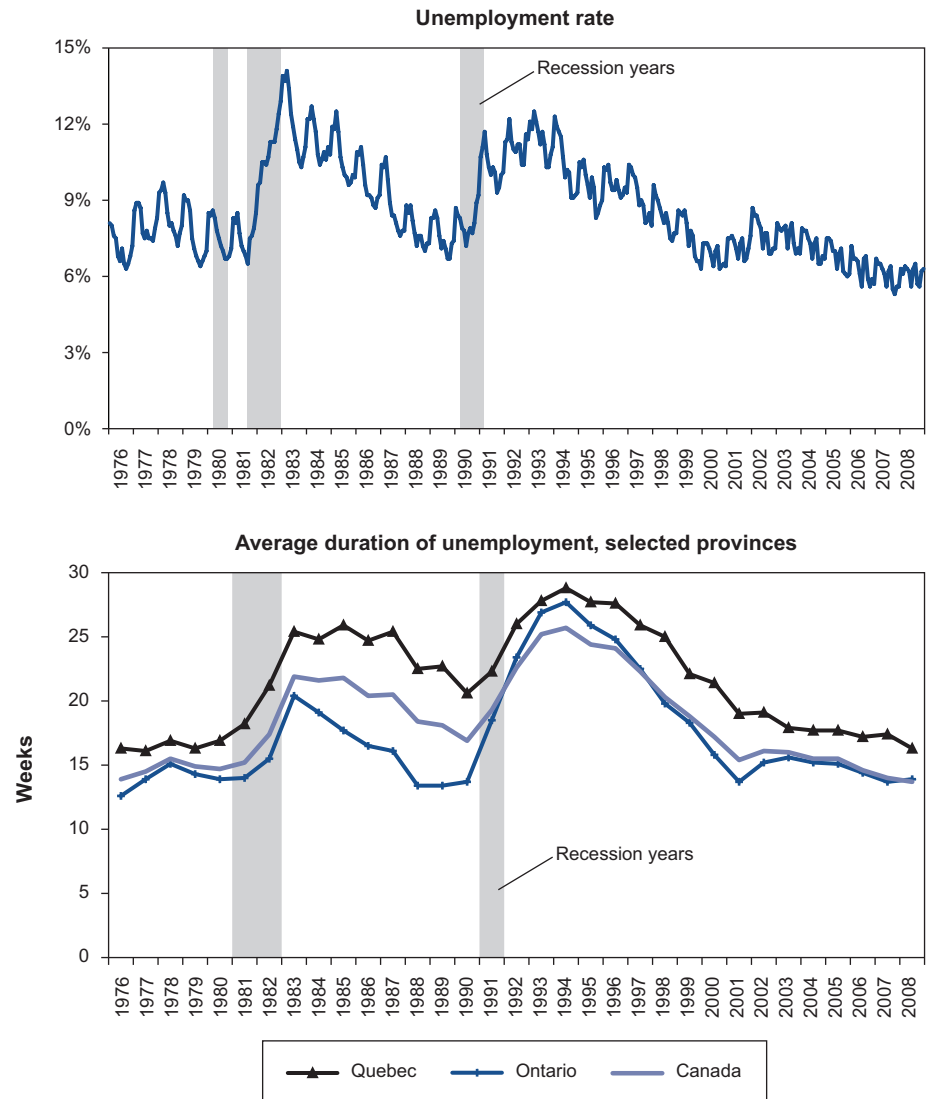 Unemployment rate
15%
12%
9%
6%
3%
0%
Recession years
1976 1977 1978 1979 1980 1981 1982 1983 1984 1985 1986 1987 1988 1989 1990 1991 1992 1993 1994 1995 1996 1997 1998 1999 2000 2001 2002 2003 2004 2005 2006 2007 2008
Average duration of unemployment, selected provinces
30
25
20
15
10
5
0
Weeks
Recession years
1976 1977 1978 1979 1980 1981 1982 1983 1984 1985 1986 1987 1988 1989 1990 1991 1992 1993 1994 1995 1996 1997 1998 1999 2000 2001 2002 2003 2004 2005 2006 2007 2008
Quebec Ontario Canada